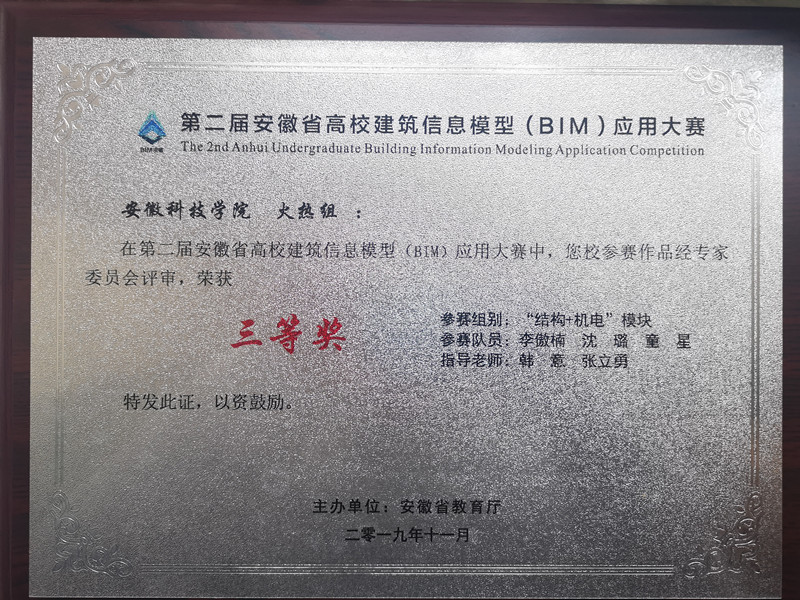 第二届安徽省高校建筑信息模型（BIM）应用大赛
The 2nd Anhui Undergraduate Building Information Modeling Application Competition
安徽科技学院 火热组 ：
在第二届安徽省高校建筑信息模型（BIM）应用大赛中，您校参赛作品经专家
委员会评审，荣获
三等奖
参赛组别：“结构+机电”模块
参赛队员：李傲楠 沈 璐 童 星
指导老师：韩 薏 张立勇
特发此证，以资鼓励。
主办单位：安徽省教育厅
二零一九年十一月